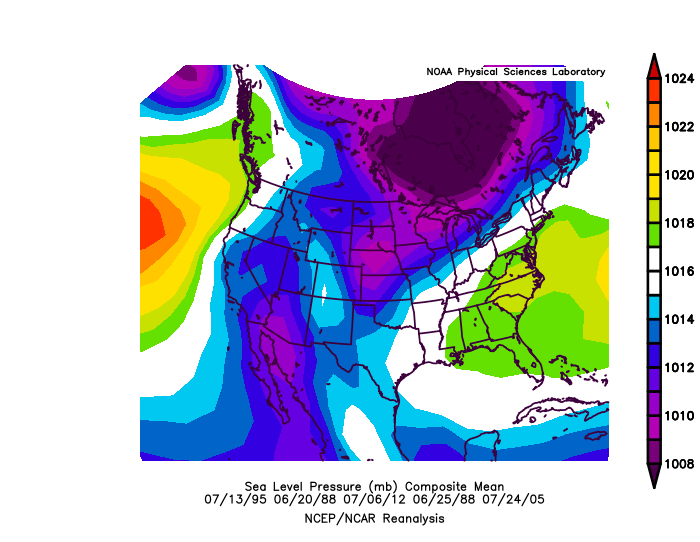 NOAA Physical Sciences Laboratory
1024
1022
1020
1018
1016
1014
1012
1010
1008
Sea Level Pressure (mb) Composite Mean
07/13/95 06/20/88 07/06/12 06/25/88 07/24/05
NCEP/NCAR Reanalysis